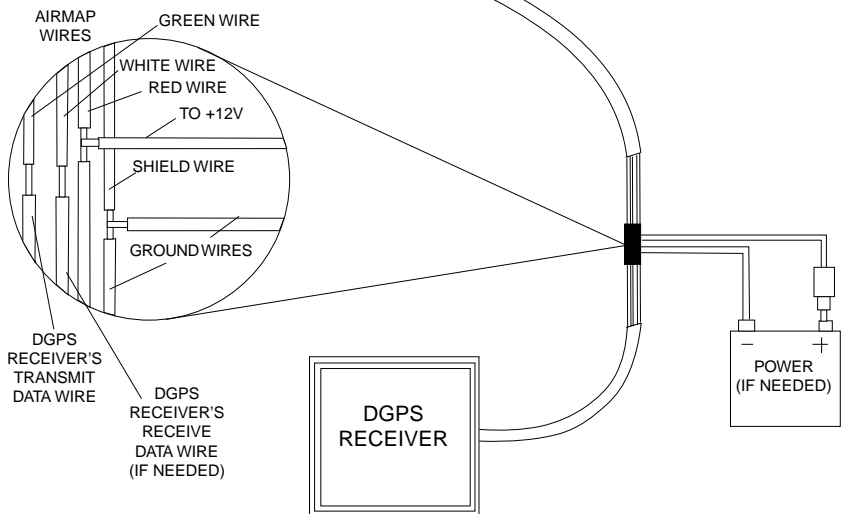 AIRMAP
WIRES
GREEN WIRE
WHITE WIRE
RED WIRE
TO +12V
SHIELD WIRE
GROUND WIRES
DGPS
RECEIVER'S
TRANSMIT
DATA WIRE
DGPS
RECEIVER'S
RECEIVE
DATA WIRE
(IF NEEDED)
DGPS
RECEIVER
– +
POWER
(IF NEEDED)